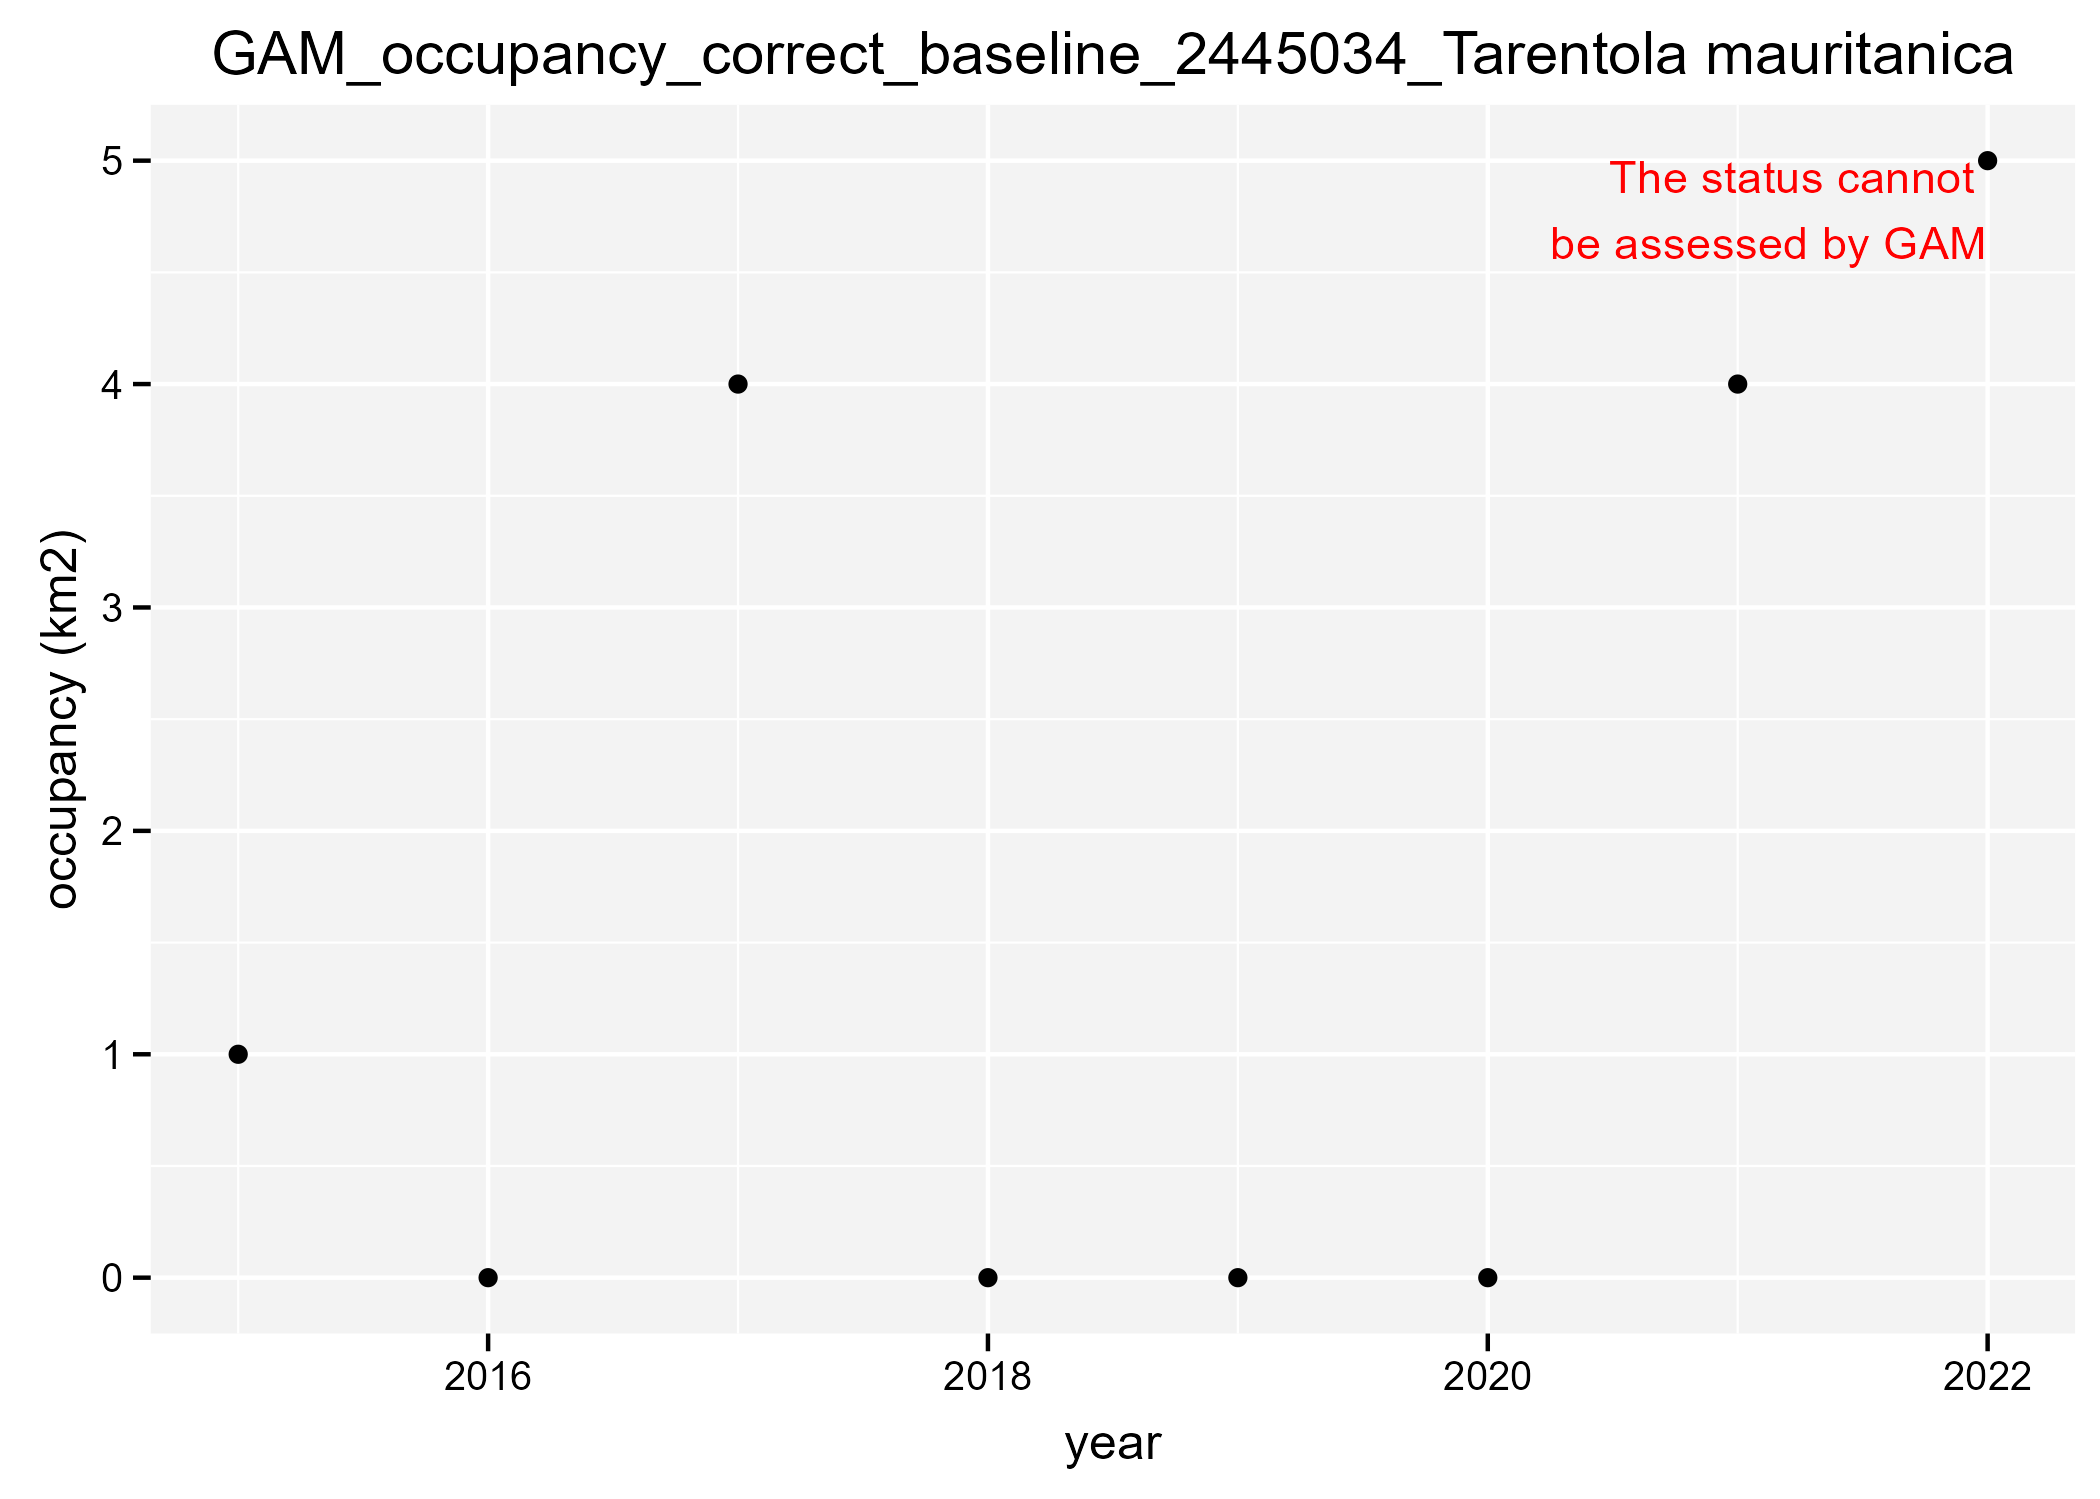 GAM_occupancy_correct_baseline_2445034_Tarentola mauritanica
The status cannot
be assessed by GAM
5
4
3
2
1
0
occupancy (km2)
2016 2018 2020 2022
year